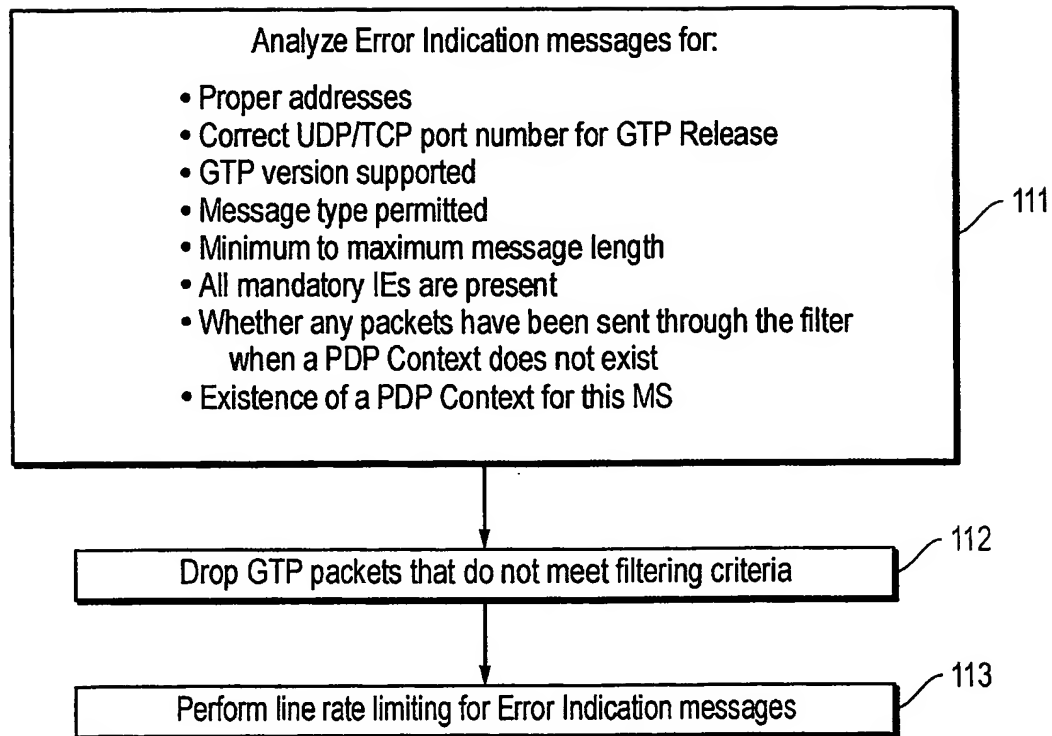 Analyze Error Indication messages for:
• Proper addresses
• Correct UDP/TCP port number for GTP Release
• GTP version supported
• Message type permitted
• Minimum to maximum message length
• All mandatory IEs are present
• Whether any packets have been sent through the filter
when a PDP Context does not exist
• Existence of a PDP Context for this MS
111
Drop GTP packets that do not meet filtering criteria
112
Perform line rate limiting for Error Indication messages
113